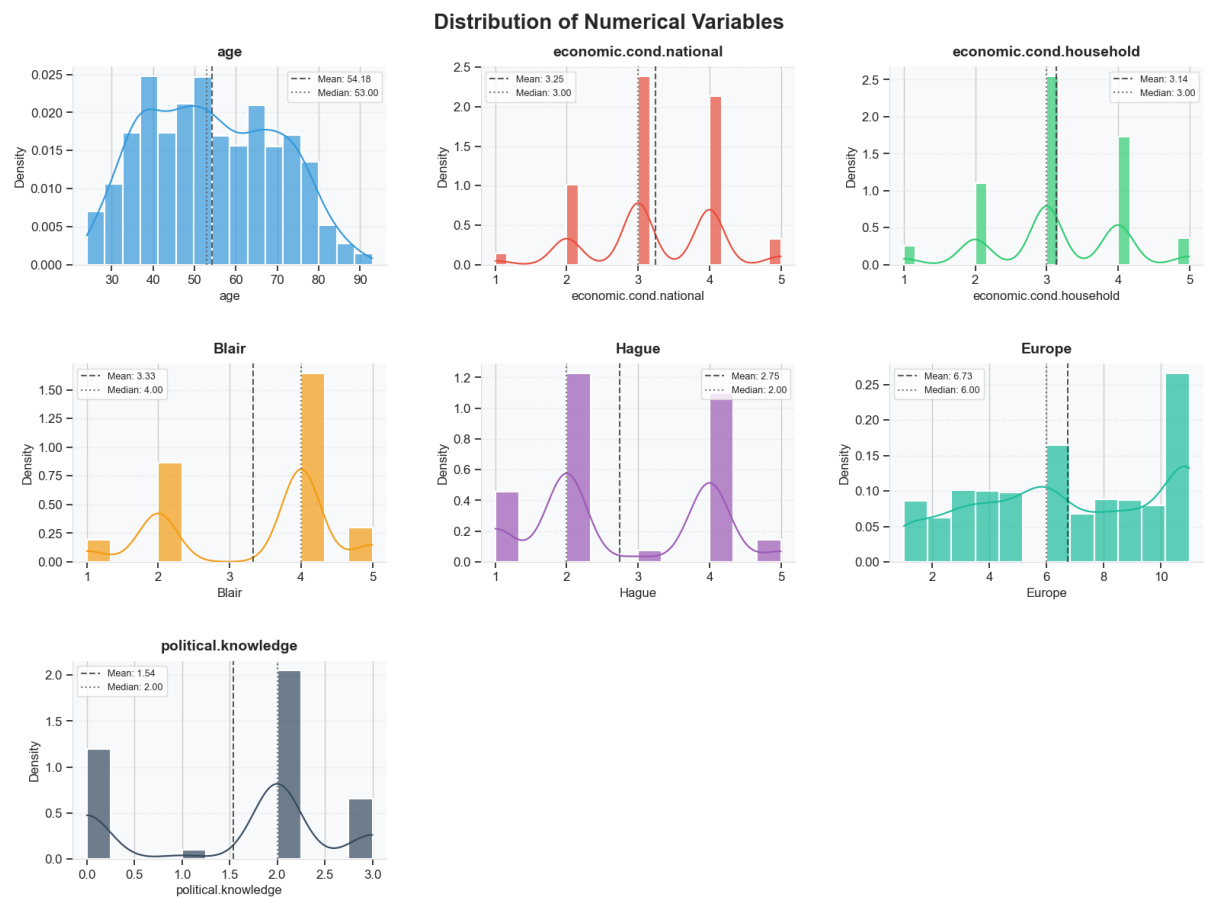 Distribution of Numerical Variables
age
Mean: 54.18
Median: 53.00
0.025
0.020
0.015
0.010
0.005
0.000
Density
30 40 50 60 70 80 90
age
economic.cond.national
Mean: 3.25
Median: 3.00
2.5
2.0
1.5
1.0
0.5
0.0
Density
1 2 3 4 5
economic.cond.national
economic.cond.household
Mean: 3.14
Median: 3.00
2.5
2.0
1.5
1.0
0.5
0.0
Density
1 2 3 4 5
economic.cond.household
Blair
Mean: 3.33
Median: 4.00
1.50
1.25
1.00
0.75
0.50
0.25
0.00
Density
1 2 3 4 5
Blair
Hague
Mean: 2.75
Median: 2.00
1.2
1.0
0.8
0.6
0.4
0.2
0.0
Density
1 2 3 4 5
Hague
Europe
Mean: 6.73
Median: 6.00
0.25
0.20
0.15
0.10
0.05
0.00
Density
2 4 6 8 10
Europe
political.knowledge
Mean: 1.54
Median: 2.00
2.0
1.5
1.0
0.5
0.0
Density
0.0 0.5 1.0 1.5 2.0 2.5 3.0
political.knowledge